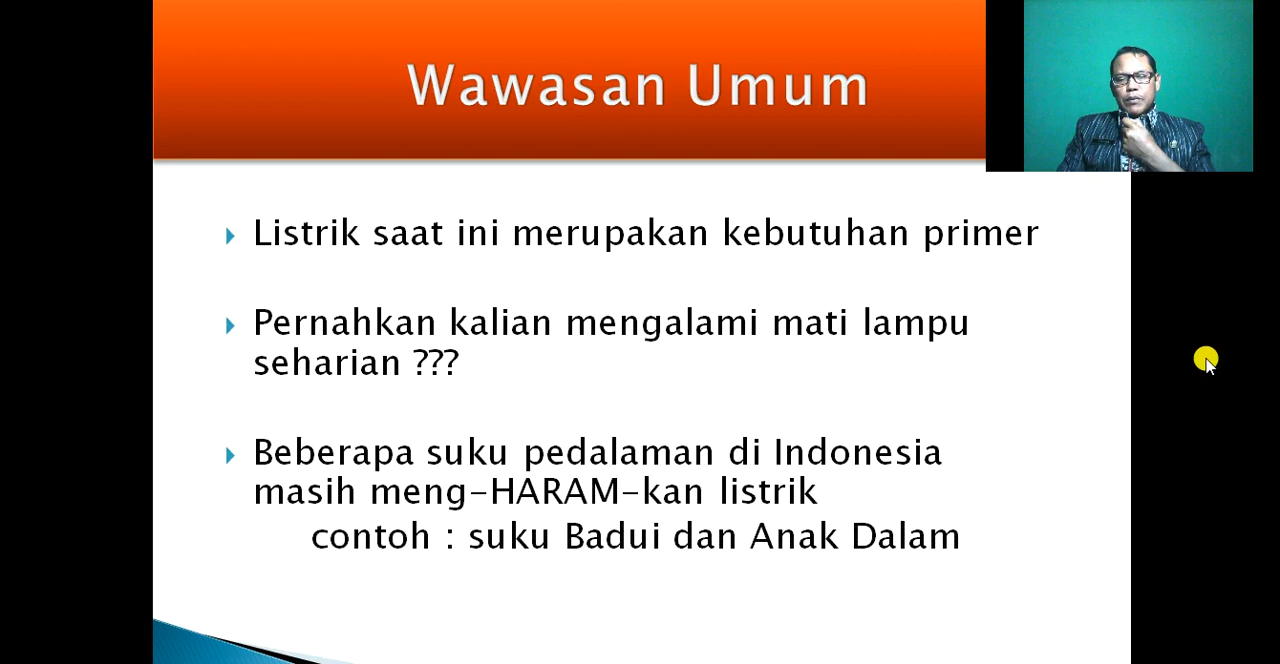 Wawasan Umum
Listrik saat ini merupakan kebutuhan primer
Pernahkan kalian mengalami mati lampu
seharian ???
Beberapa suku pedalaman di Indonesia
masih meng-HARAM-kan listrik
contoh : suku Badui dan Anak Dalam